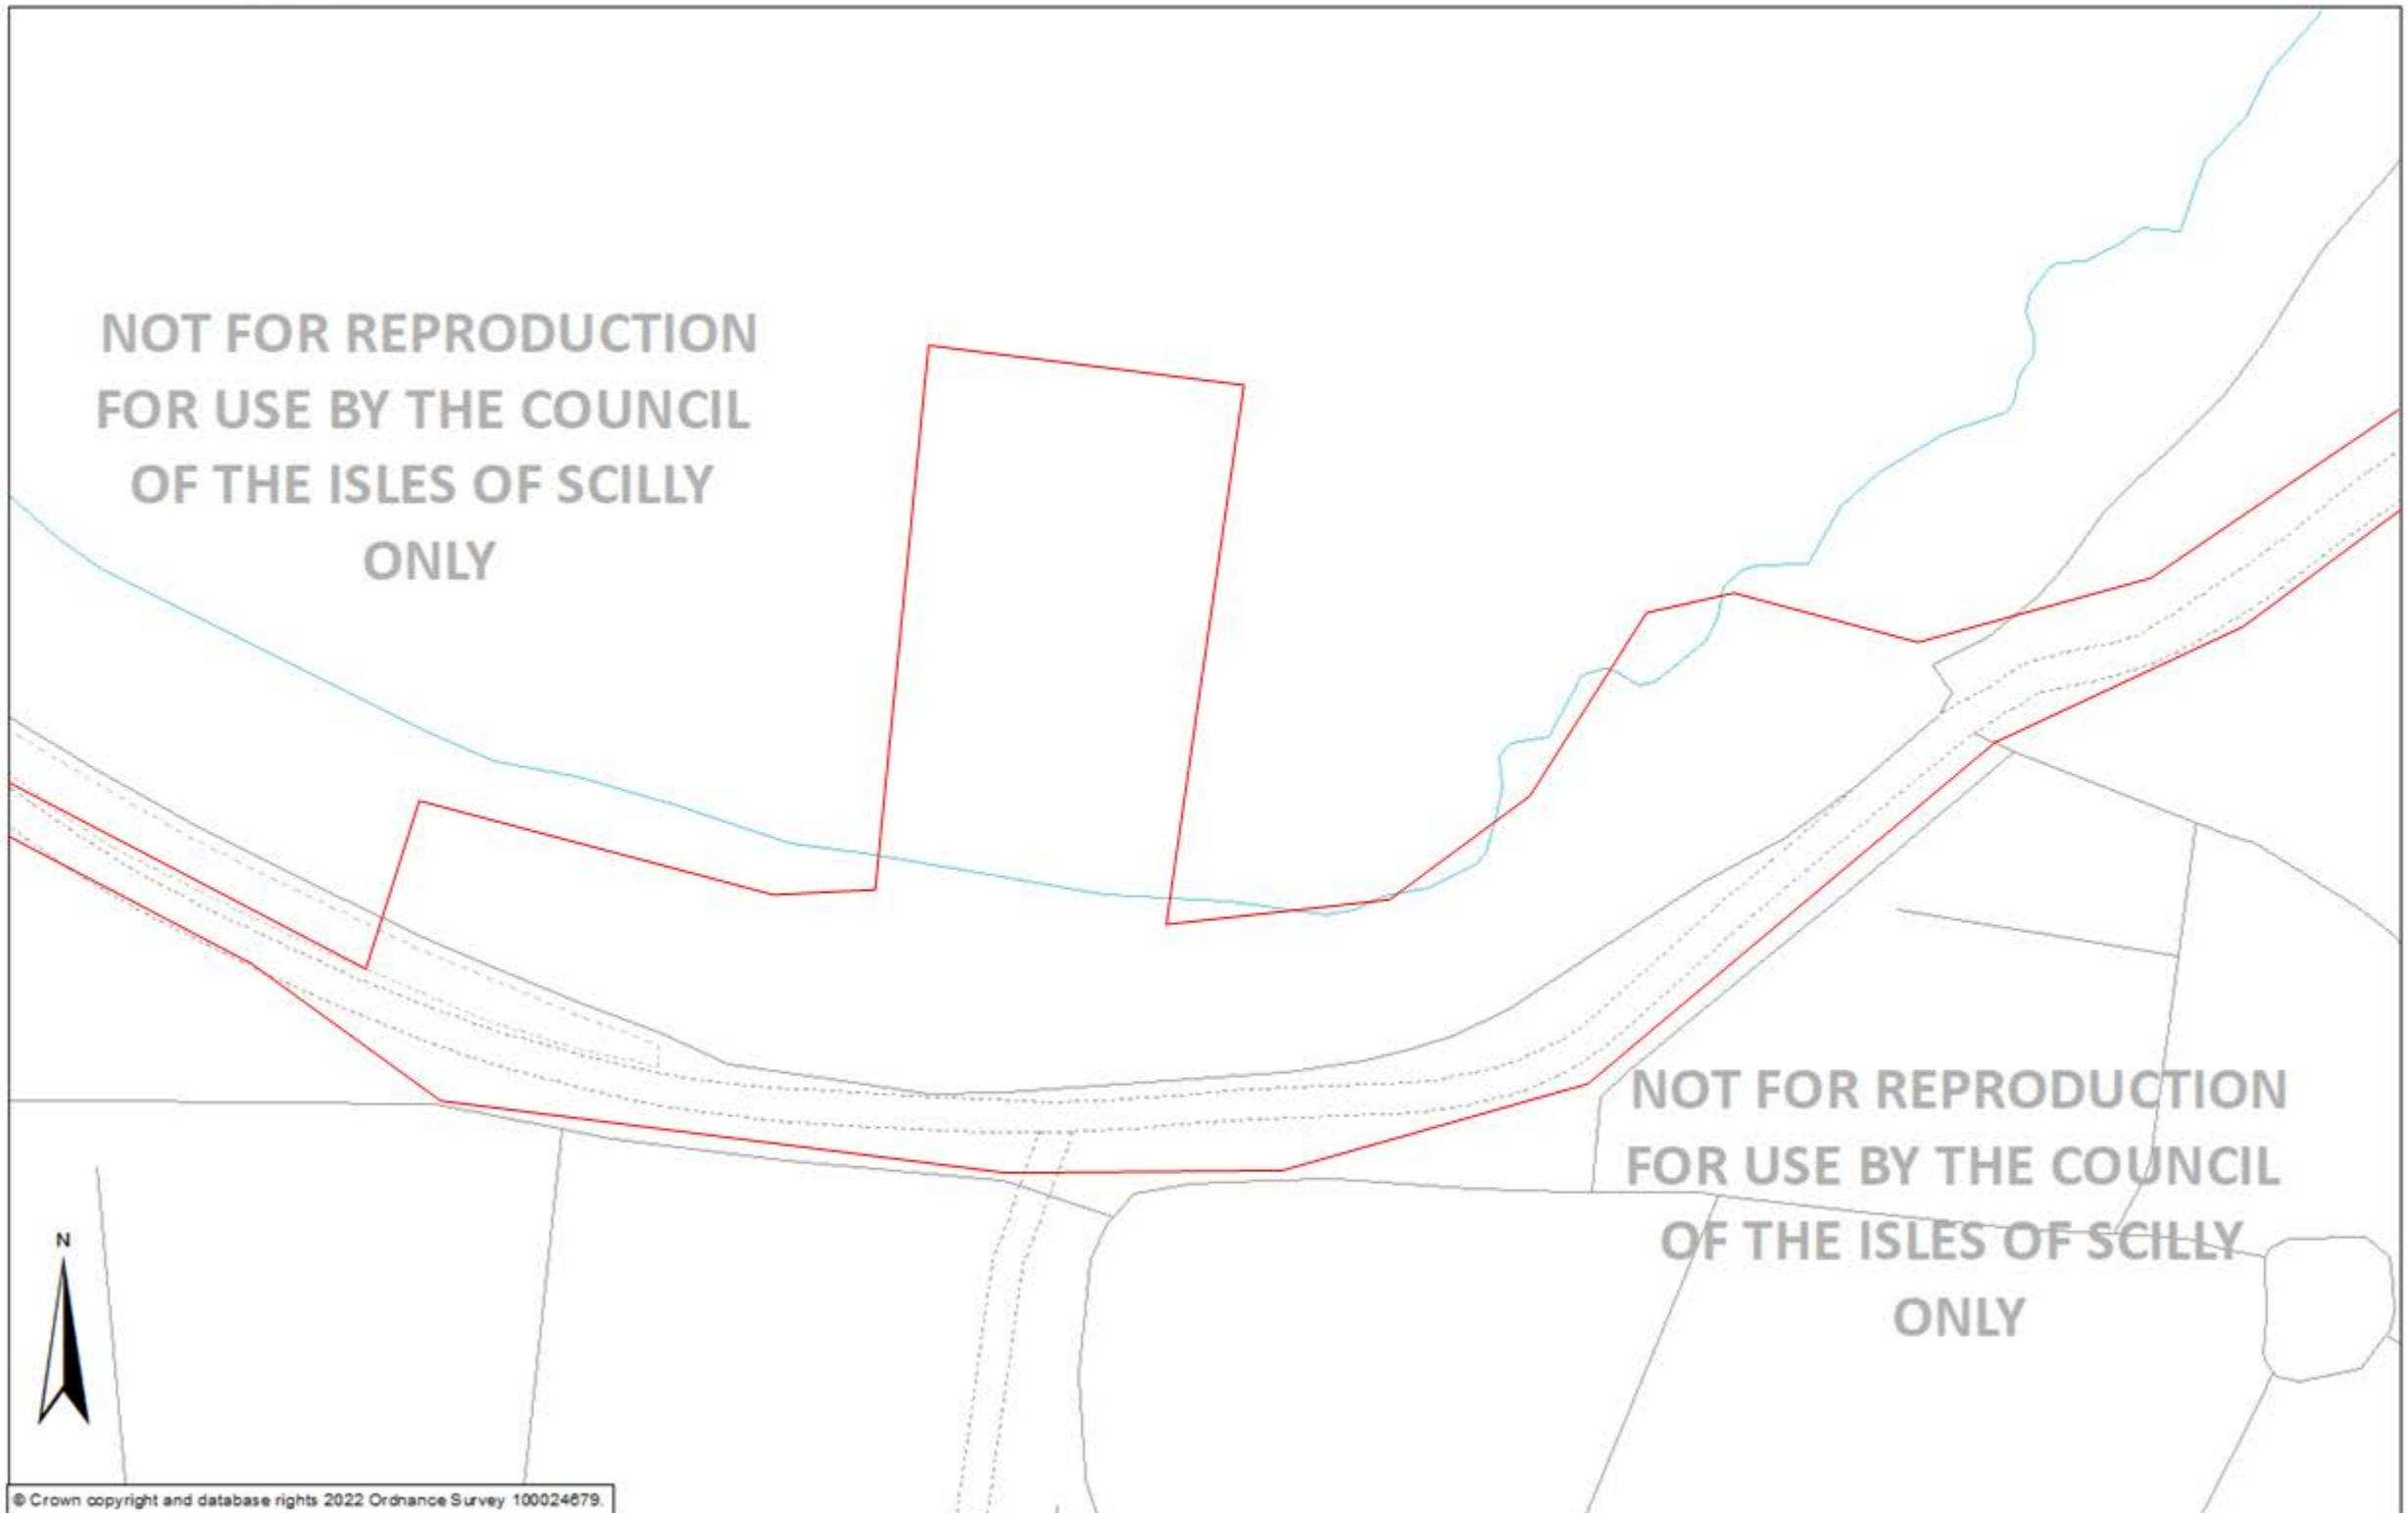 NOT FOR REPRODUCTION
FOR USE BY THE COUNCIL
OF THE ISLES OF SCILLY
ONLY
NOT FOR REPRODUCTION
FOR USE BY THE COUNCIL
OF THE ISLES OF SCILLY
ONLY
N
© Crown copyright and database rights 2022 Ordnance Survey 100024679.